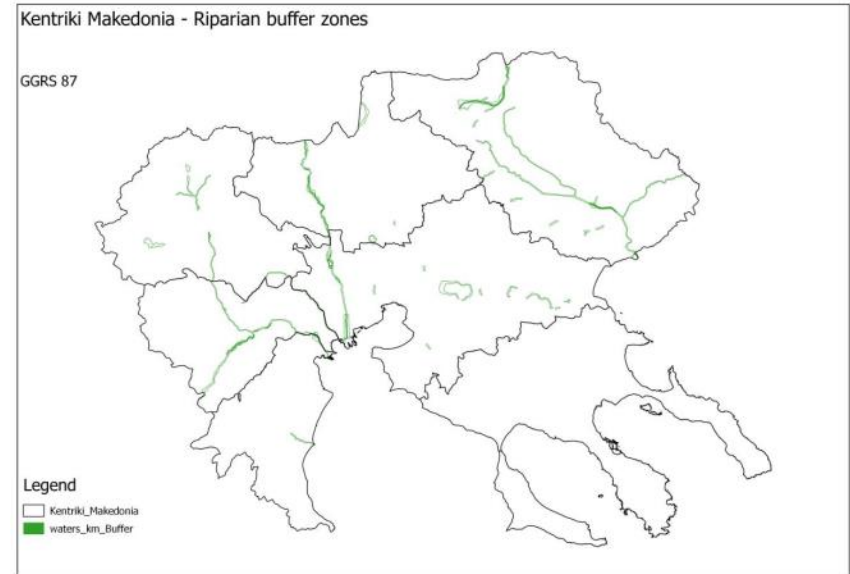 Kentriki Makedonia - Riparian buffer zones
GGRS 87
Legend
Kentriki_Makedonia
waters_km_Buffer